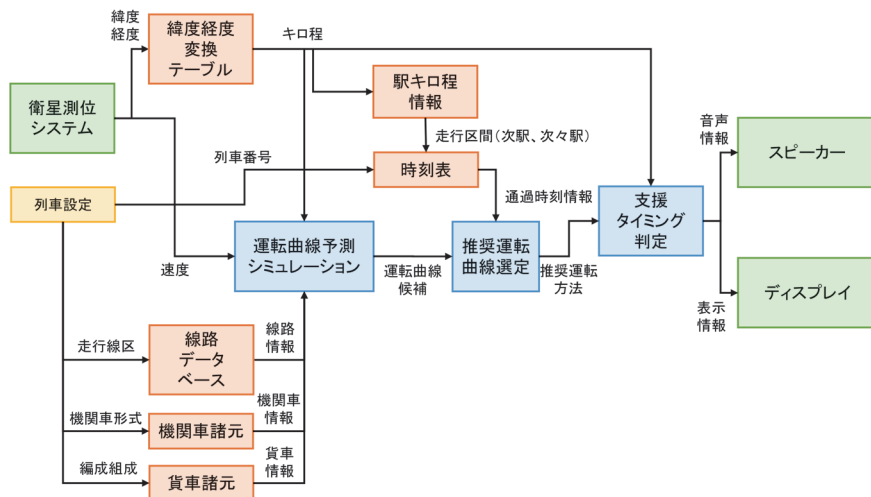 緯度
経度
緯度経度
変換
テーブル
キロ程
衛星測位
システム
駅キロ程
情報
走行区間(次駅、次々駅)
列車番号
時刻表
列車設定
速度
運転曲線予測
シミュレーション
運転曲線
候補
通過時刻情報
推奨運転
曲線選定
推奨運転
方法
支援
タイミング
判定
音声
情報
スピーカー
表示
情報
ディスプレイ
走行線区
線路
データ
ベース
線路
情報
機関車形式
機関車諸元
機関車
情報
編成組成
貨車諸元
貨車
情報